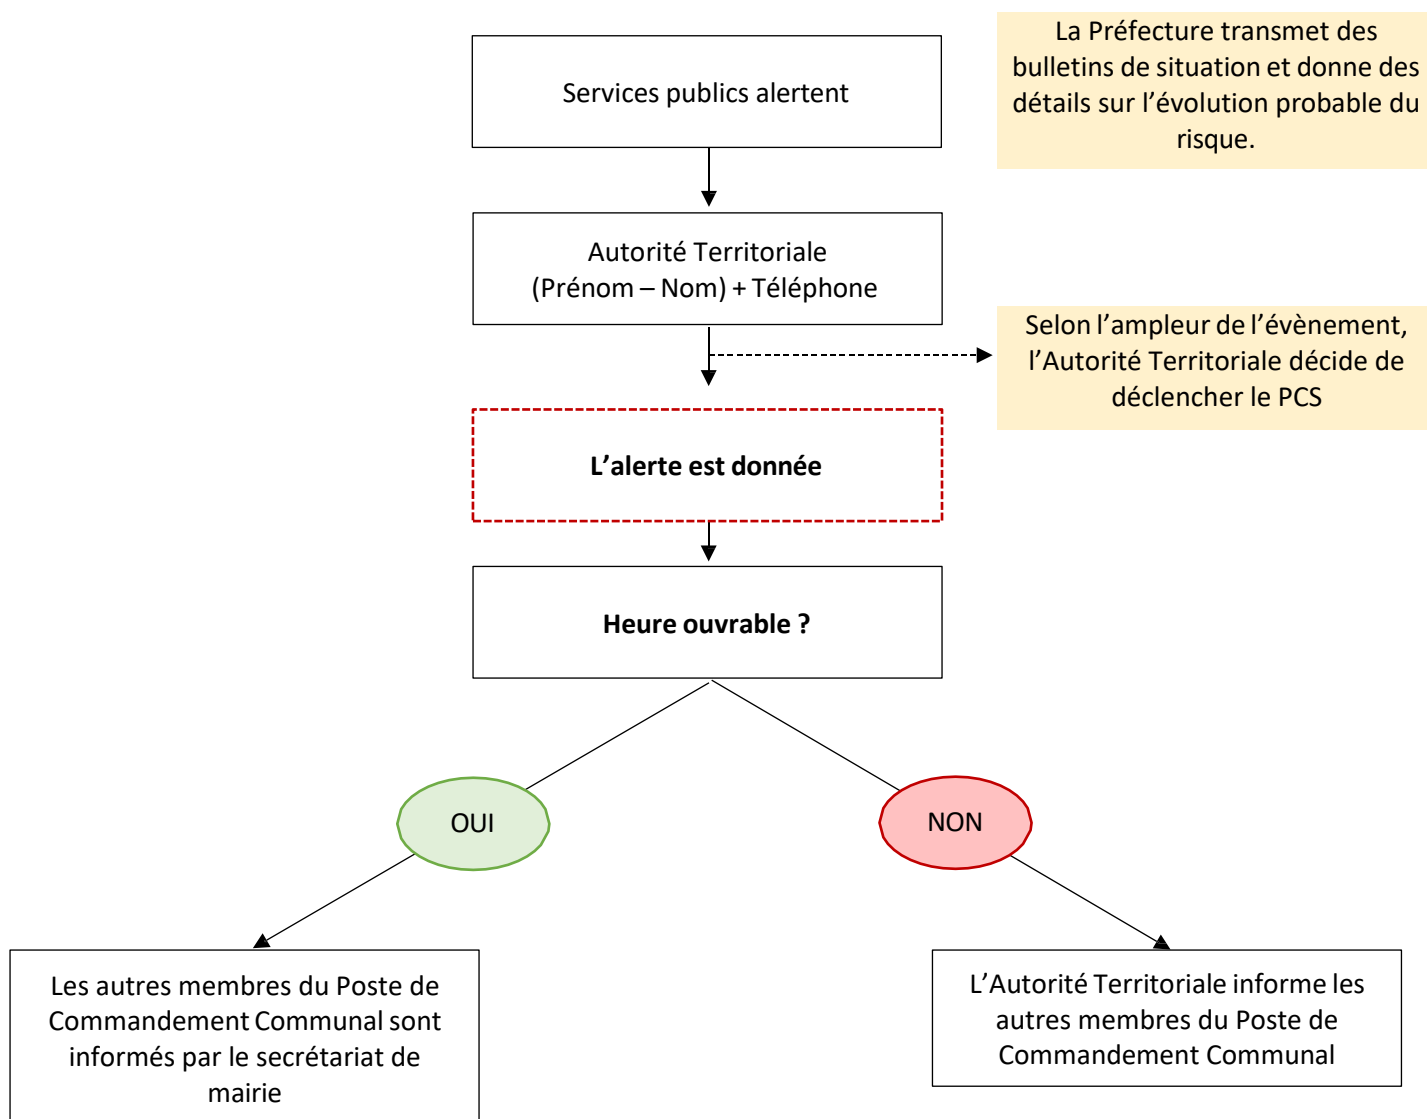 Services publics alertent
La Préfecture transmet des
bulletins de situation et donne des
détails sur l’évolution probable du
risque.
Autorité Territoriale
(Prénom – Nom) + Téléphone
Selon l’ampleur de l’évènement,
l’Autorité Territoriale décide de
déclencher le PCS
L’alerte est donnée
Heure ouvrable ?
OUI
NON
Les autres membres du Poste de
Commandement Communal sont
informés par le secrétariat de
mairie
L’Autorité Territoriale informe les
autres membres du Poste de
Commandement Communal